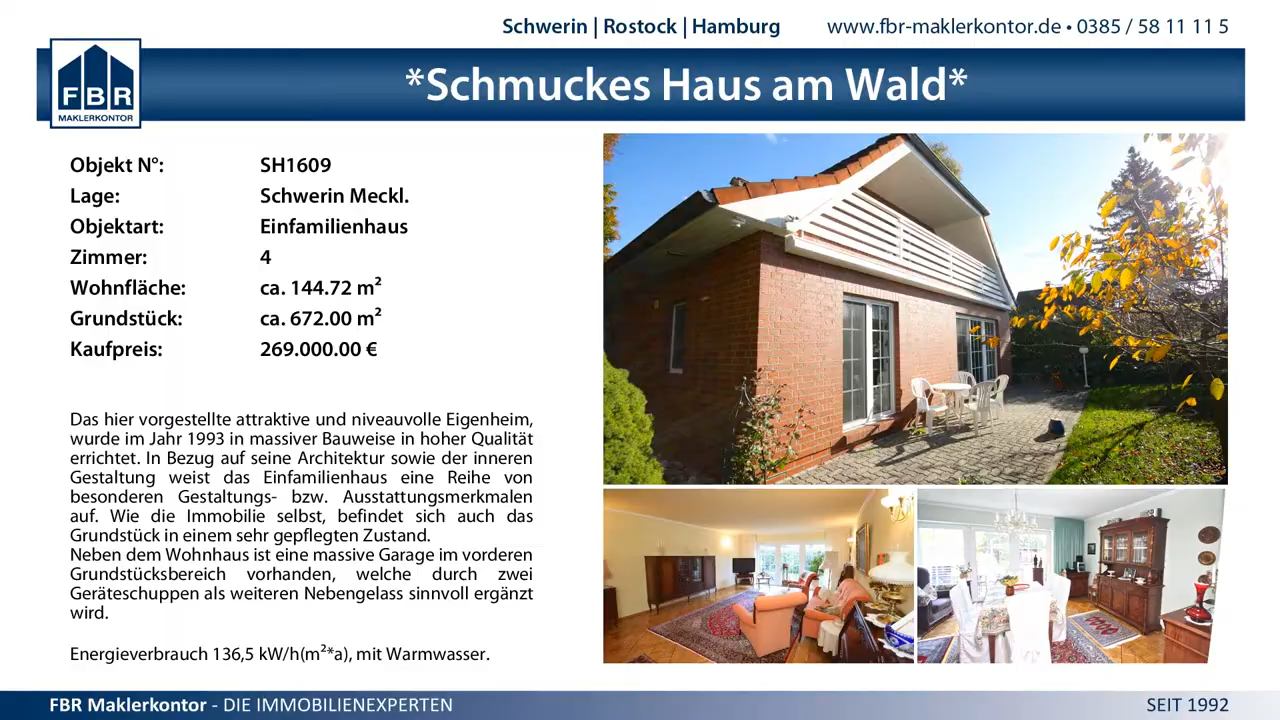 Schwerin | Rostock | Hamburg www.fbr-maklerkontor.de • 0385 / 58 11 11 5
FBR
MAKLERKONTOR
*Schmuckes Haus am Wald*
Objekt N°: SH1609
Lage: Schwerin Meckl.
Objektart: Einfamilienhaus
Zimmer: 4
Wohnfläche: ca. 144.72 m²
Grundstück: ca. 672.00 m²
Kaufpreis: 269.000.00 €
Das hier vorgestellte attraktive und niveauvolle Eigenheim,
wurde im Jahr 1993 in massiver Bauweise in hoher Qualität
errichtet. In Bezug auf seine Architektur sowie der inneren
Gestaltung weist das Einfamilienhaus eine Reihe von
besonderen Gestaltungs- bzw. Ausstattungsmerkmalen
auf. Wie die Immobilie selbst, befindet sich auch das
Grundstück in einem sehr gepflegten Zustand.
Neben dem Wohnhaus ist eine massive Garage im vorderen
Grundstücksbereich vorhanden, welche durch zwei
Geräteschuppen als weiteren Nebengelass sinnvoll ergänzt
wird.
Energieverbrauch 136,5 kW/h(m²*a), mit Warmwasser.
FBR Maklerkontor - DIE IMMOBILIENEXPERTEN SEIT 1992